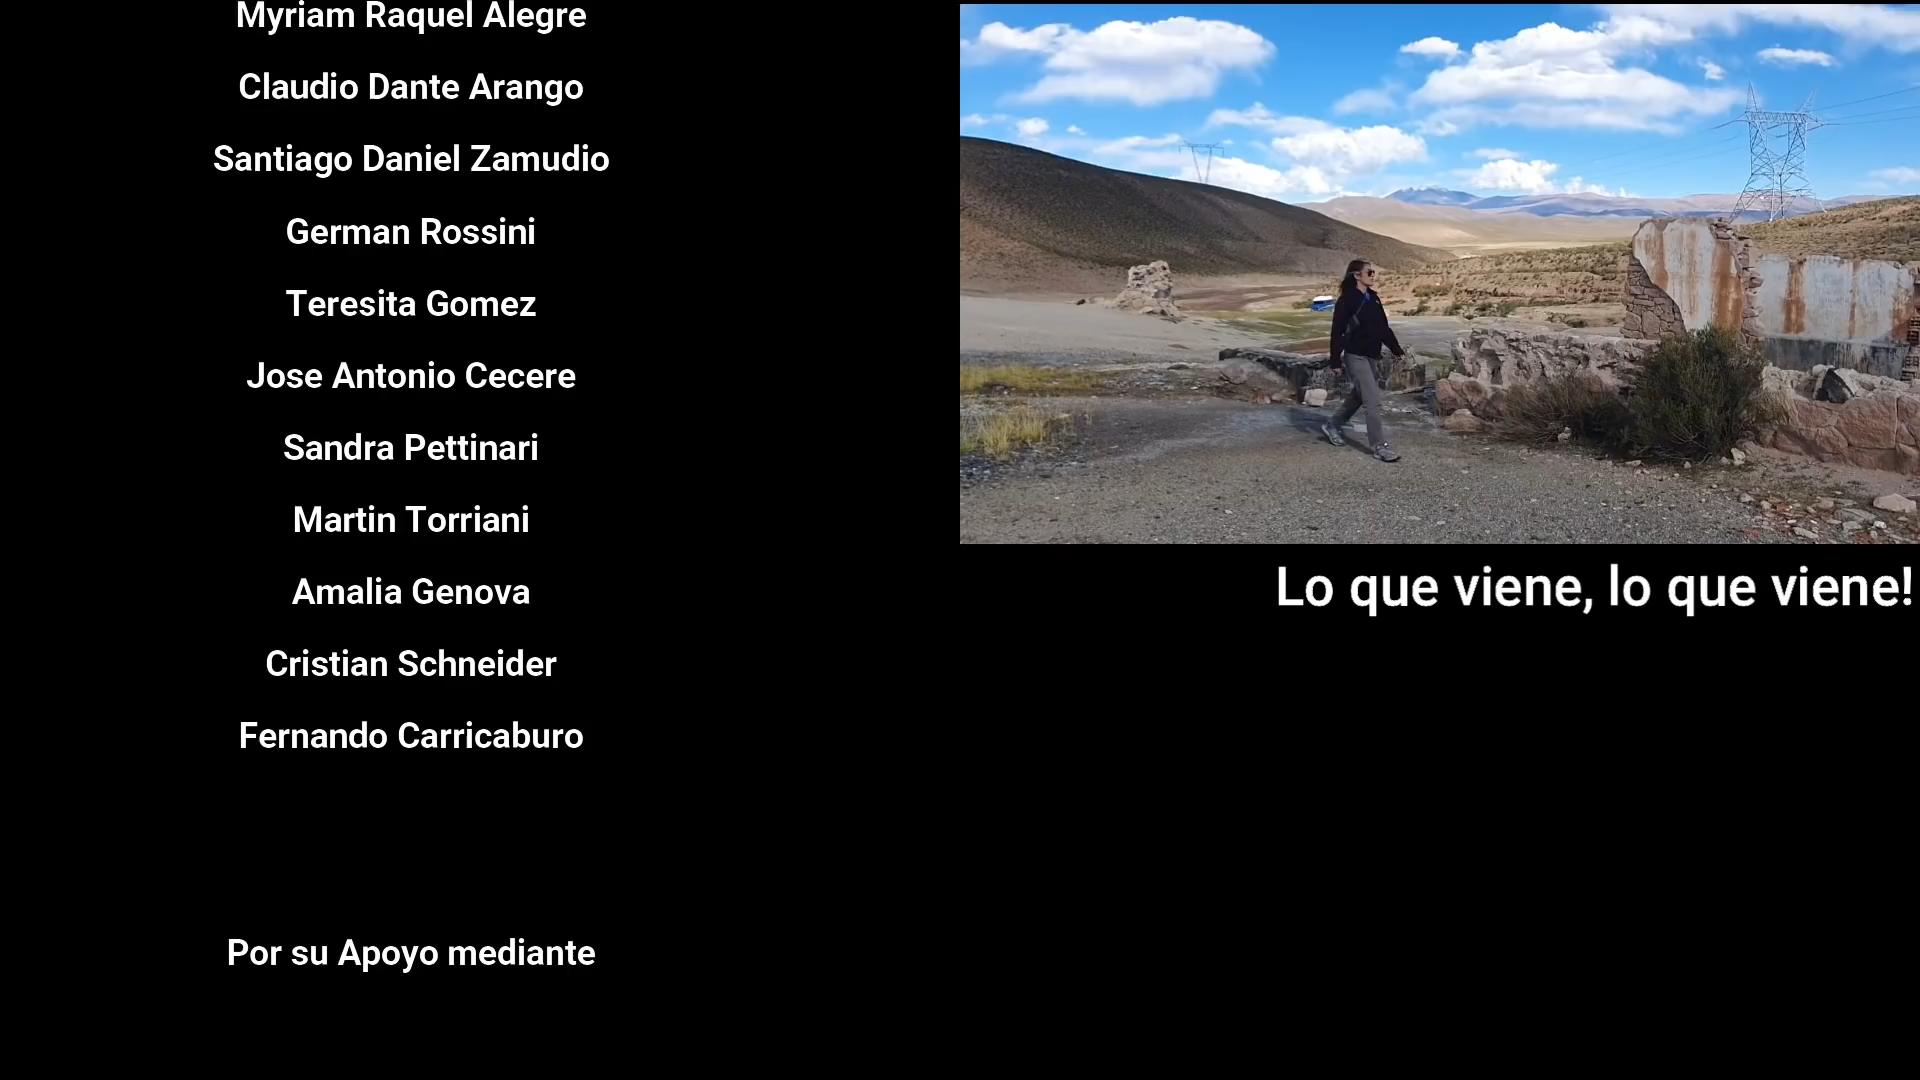 Myriam Raquel Alegre
Claudio Dante Arango
Santiago Daniel Zamudio
German Rossini
Teresita Gomez
Jose Antonio Cecere
Sandra Pettinari
Martin Torriani
Amalia Genova
Cristian Schneider
Fernando Carricaburo
Por su Apoyo mediante
Lo que viene, lo que viene!